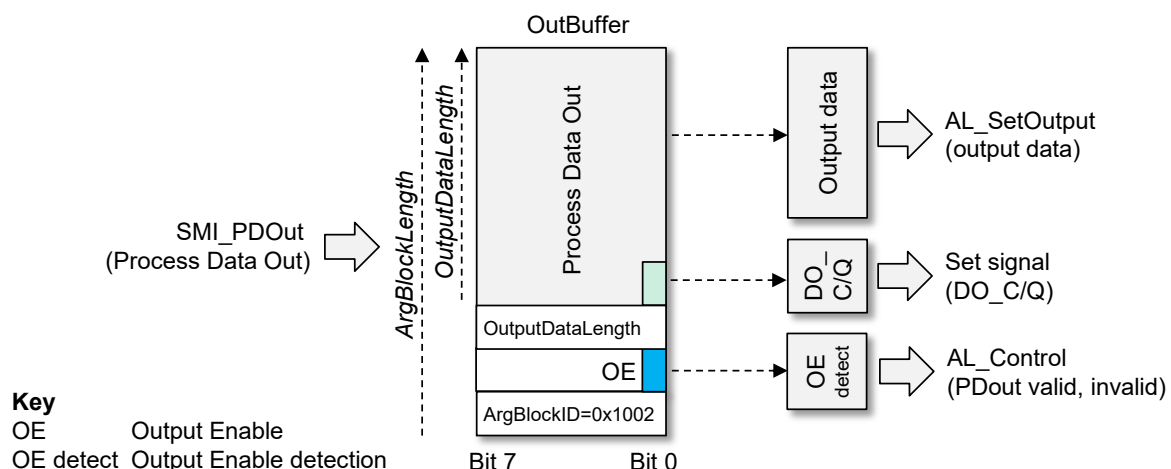 OutBuffer
ArgBlockLength
OutputDataLength
Process Data Out
Output data
AL_SetOutput
(output data)
SMI_PDOut
(Process Data Out)
DO_
C/Q
Set signal
(DO_C/Q)
OutputDataLength
OE
OE
detect
AL_Control
(PDout valid, invalid)
ArgBlockID=0x1002
Key
OE Output Enable
OE detect Output Enable detection
Bit 7 Bit 0